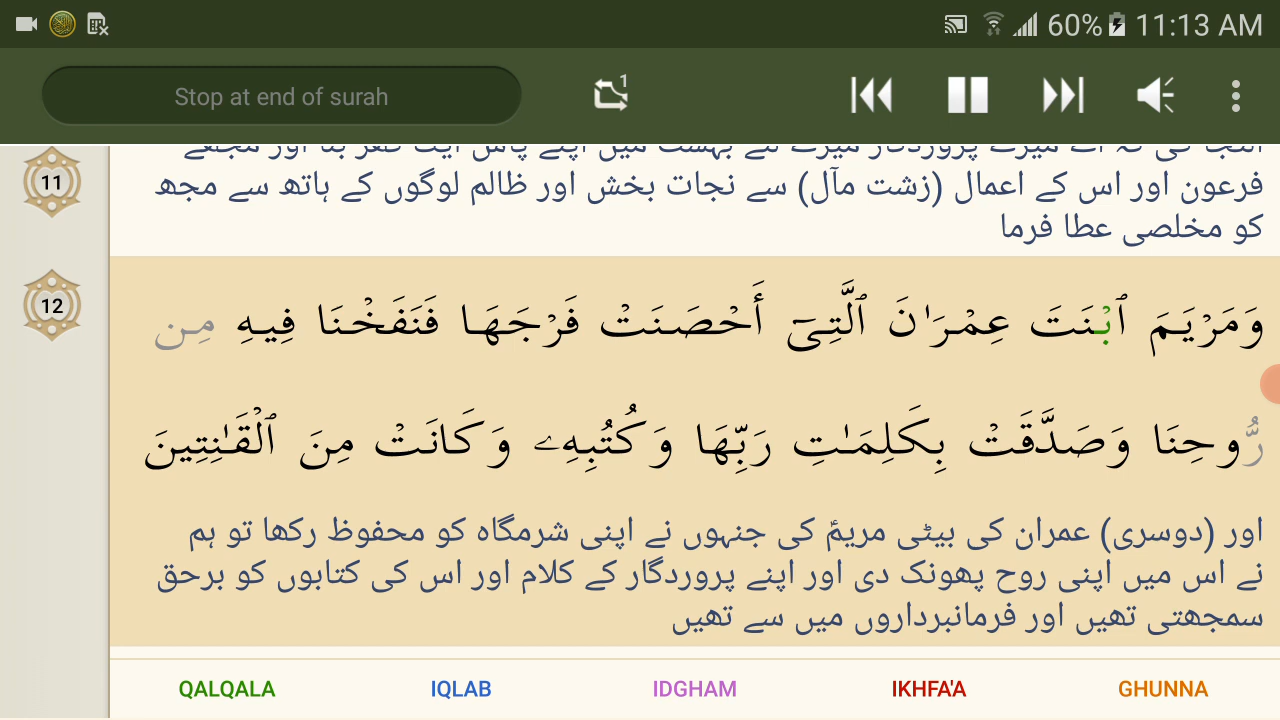 60% 11:13 AM
Stop at end of surah
1
11
فرعون اور اس کے اعمال (زشت مآل) سے نجات بخش اور ظالم لوگوں کے ہاتھ سے مجھ
کو مخلصی عطا فرما
12
وَمَرْيَمَ ٱبْنَتَ عِمْرَٰنَ ٱلَّتِىٓ أَحْصَنَتْ فَرْجَهَا فَنَفَخْنَا فِيهِ مِن
رُّوحِنَا وَصَدَّقَتْ بِكَلِمَـٰتِ رَبِّهَا وَكُتُبِهِۦ وَكَانَتْ مِنَ ٱلْقَـٰنِتِينَ
اور (دوسری) عمران کی بیٹی مریمؑ کی جنہوں نے اپنی شرمگاہ کو محفوظ رکھا تو ہم
نے اس میں اپنی روح پھونک دی اور اپنے پروردگار کے کلام اور اس کی کتابوں کو برحق
سمجھتی تھیں اور فرمانبرداروں میں سے تھیں
QALQALA IQLAB IDGHAM IKHFA'A GHUNNA